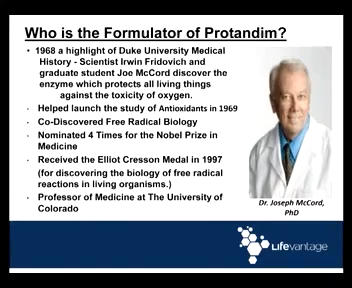 Who is the Formulator of Protandim?
• 1968 a highlight of Duke University Medical
History - Scientist Irwin Fridovich and
graduate student Joe McCord discover the
enzyme which protects all living things
against the toxicity of oxygen.
• Helped launch the study of Antioxidants in 1969
• Co-Discovered Free Radical Biology
• Nominated 4 Times for the Nobel Prize in
Medicine
• Received the Elliot Cresson Medal in 1997
(for discovering the biology of free radical
reactions in living organisms.)
• Professor of Medicine at The University of
Colorado
Dr. Joseph McCord,
PhD
Lifevantage